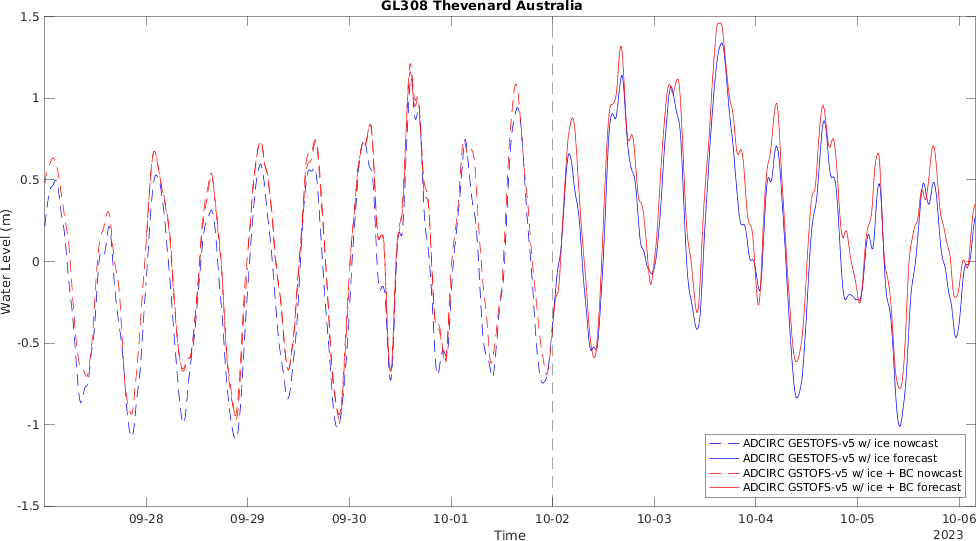 GL308 Thevenard Australia
1.5
1
0.5
0
-0.5
-1
-1.5
Water Level (m)
09-28 09-29 09-30 10-01 10-02 10-03 10-04 10-05 10-06
Time
2023
ADCIRC GESTOFS-v5 w/ ice nowcast
ADCIRC GESTOFS-v5 w/ ice forecast
ADCIRC GSTOFS-v5 w/ ice + BC nowcast
ADCIRC GSTOFS-v5 w/ ice + BC forecast